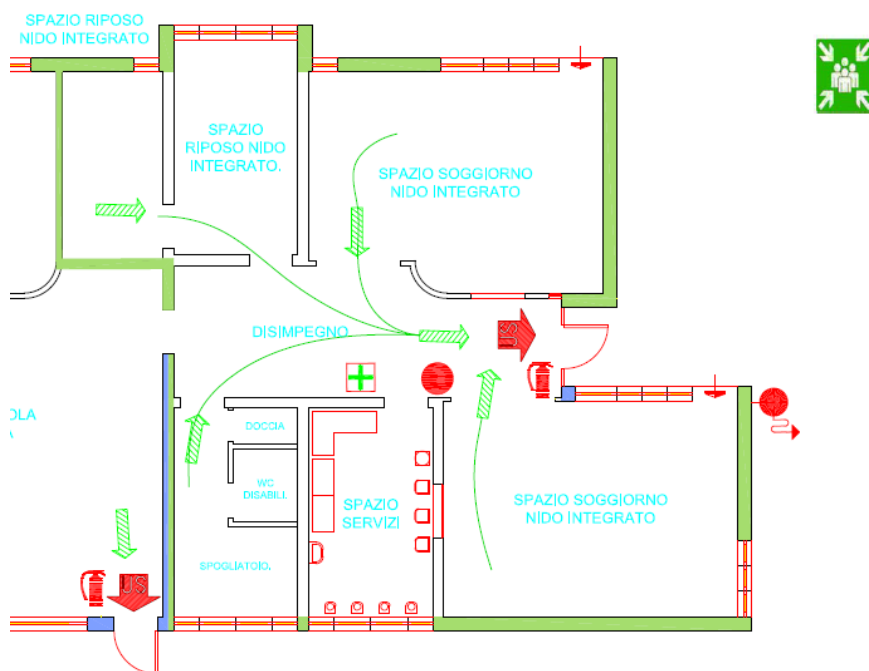 SPAZIO RIPOSO
NIDO INTEGRATO
SPAZIO
RIPOSO NIDO
INTEGRATO.
SPAZIO SOGGIORNO
NIDO INTEGRATO
DISIMPEGNO.
US
OLA
A
DOCCIA
WC
DISABILI.
SPAZIO
SERVIZI
SPAZIO SOGGIORNO
NIDO INTEGRATO
SPOGLIATOIO.
US